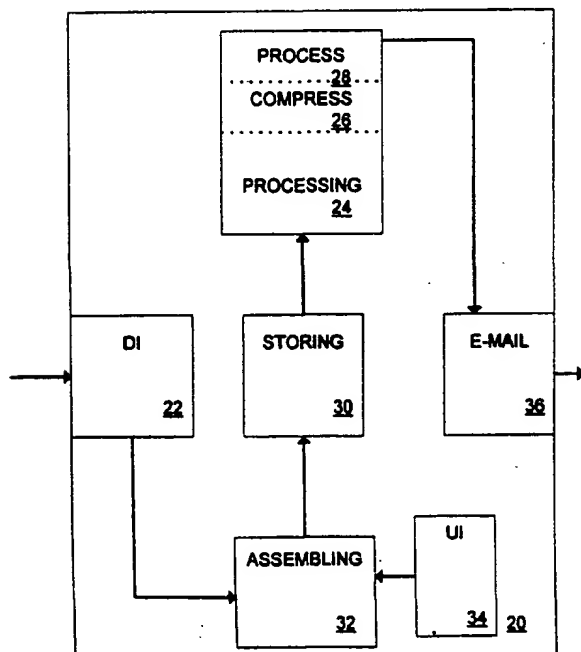 PROCESS
28
COMPRESS
26
PROCESSING
24
DI
22
STORING
30
E-MAIL
36
ASSEMBLING
32
UI
34
20